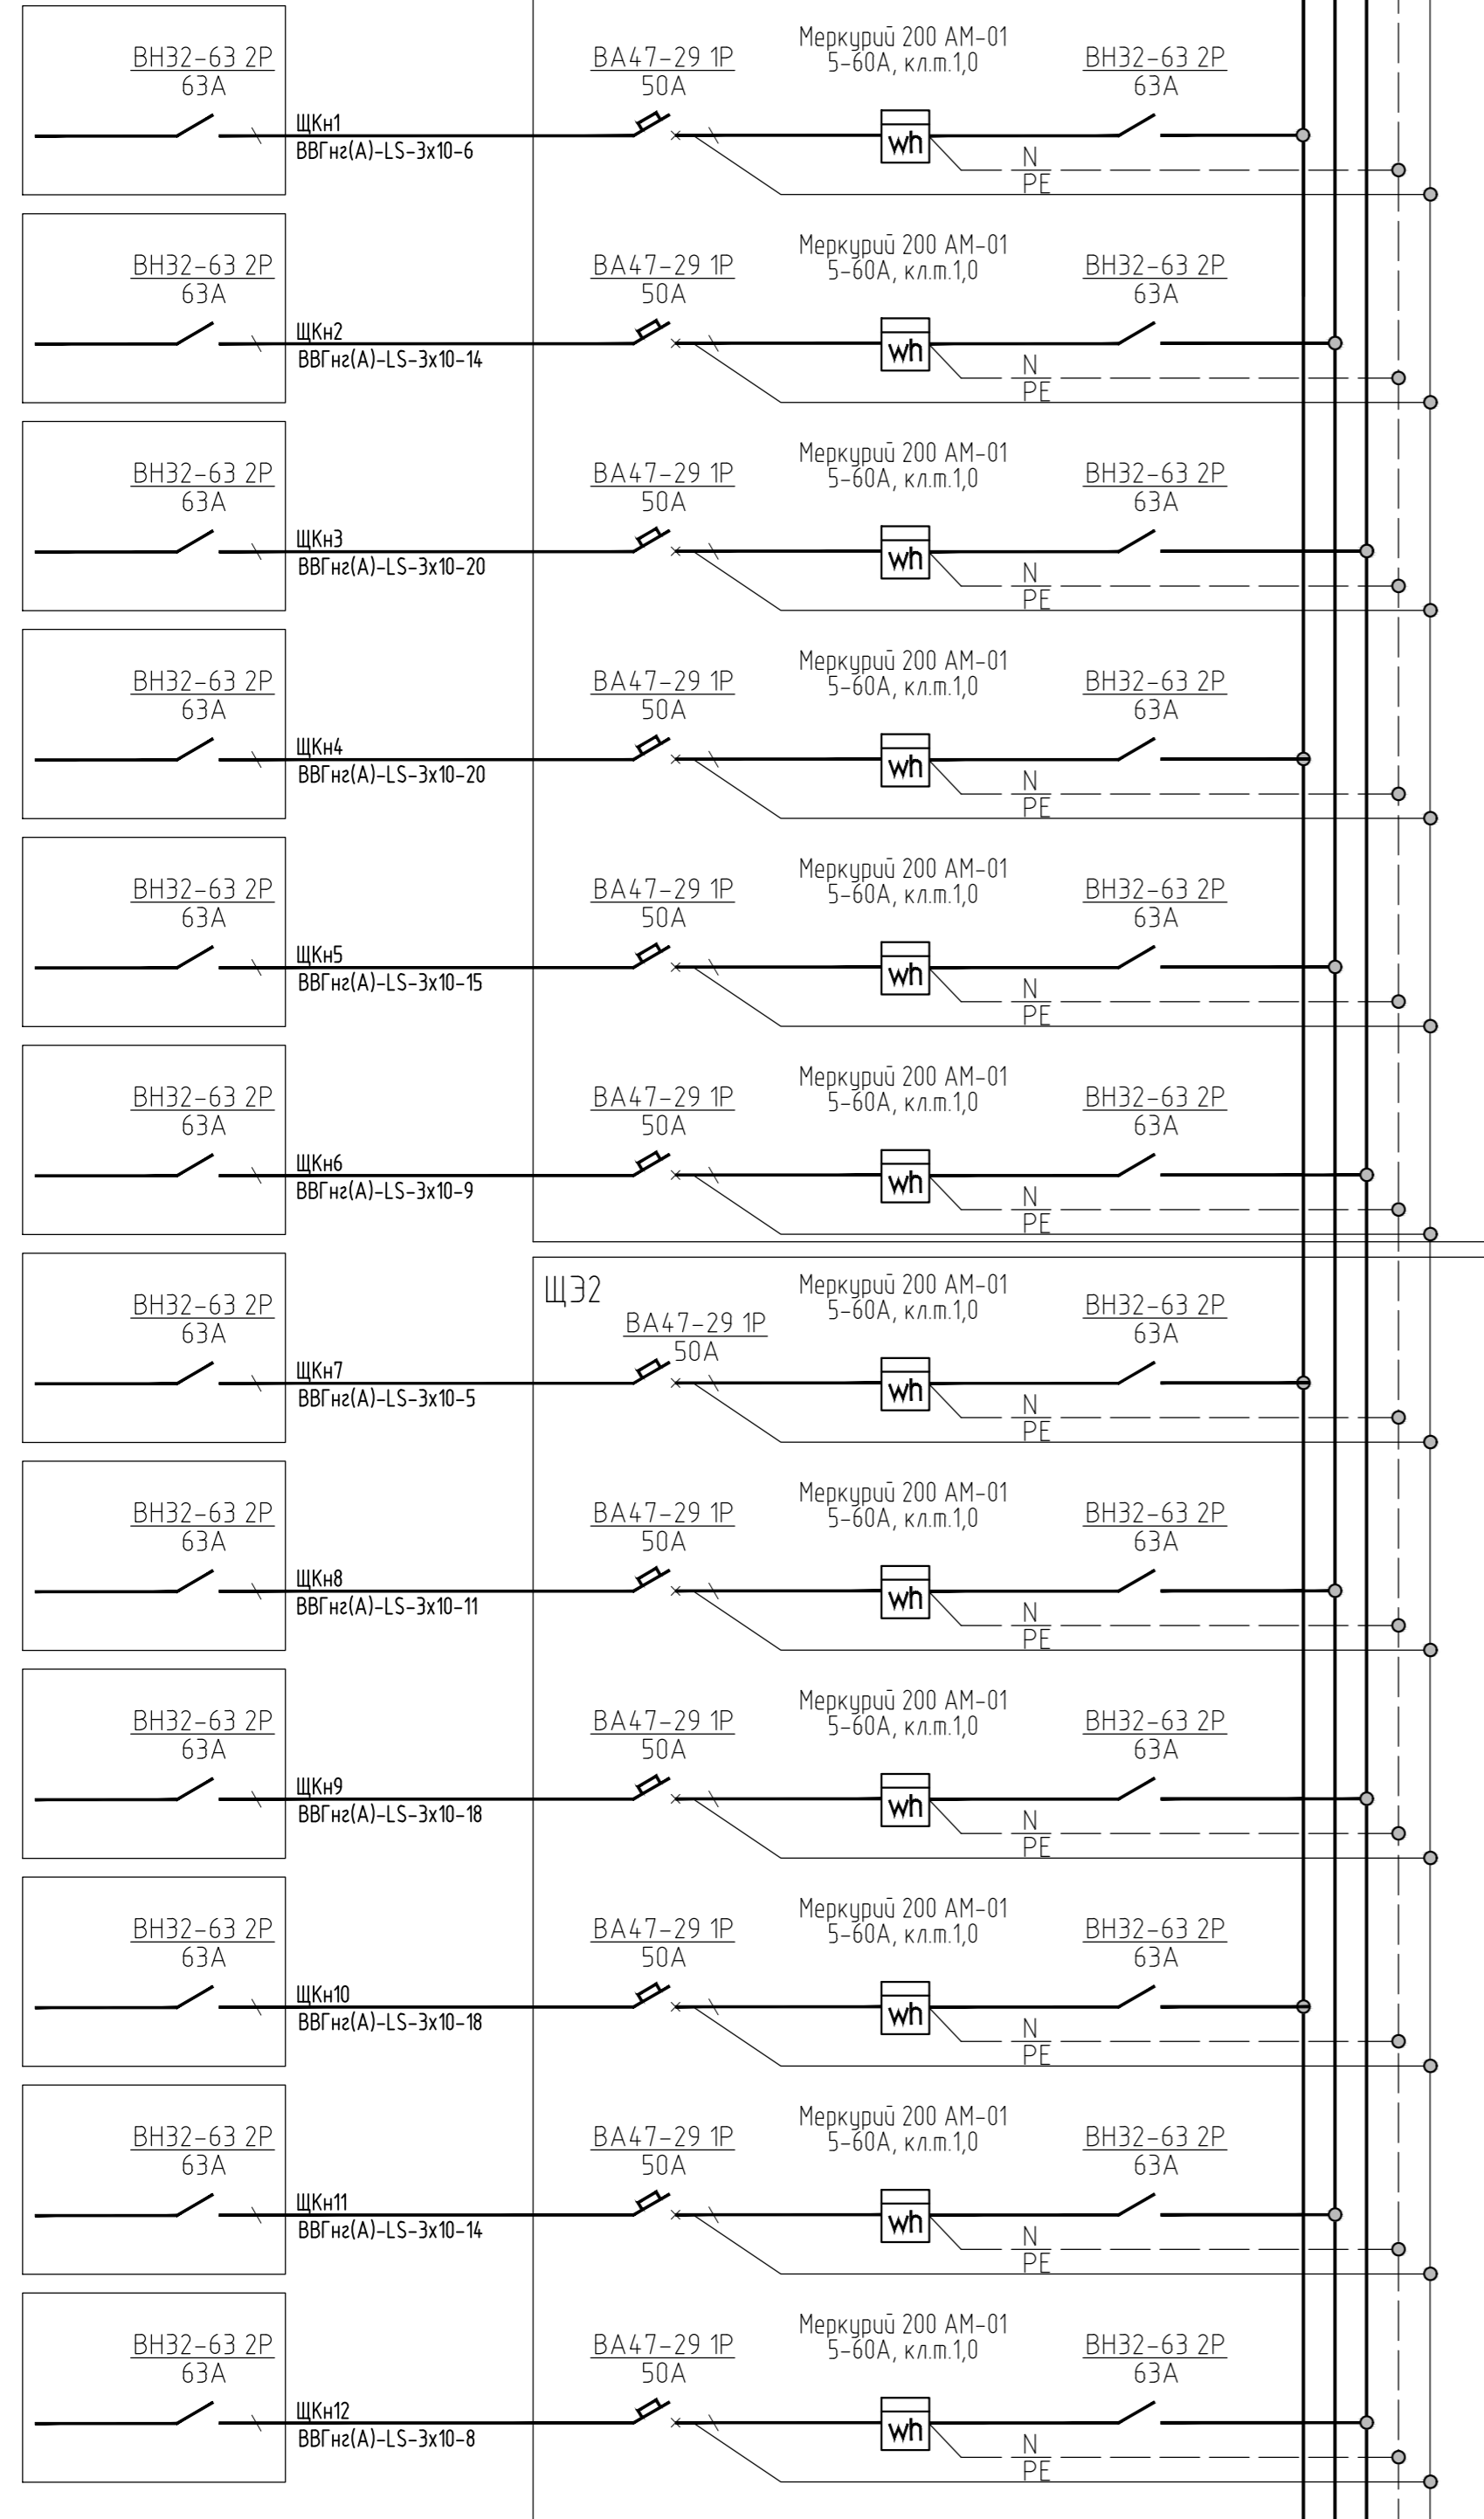 ВН32-63 2Р
63А
ЩКн1
ВВГнг(А)-LS-3х10-6
ВА47-29 1Р
50А
Меркурий 200 АМ-01
5-60А, кл.т.1,0
ВН32-63 2Р
63А
N
PE
ВН32-63 2Р
63А
ЩКн2
ВВГнг(А)-LS-3х10-14
ВА47-29 1Р
50А
Меркурий 200 АМ-01
5-60А, кл.т.1,0
ВН32-63 2Р
63А
N
PE
ВН32-63 2Р
63А
ЩКн3
ВВГнг(А)-LS-3х10-20
ВА47-29 1Р
50А
Меркурий 200 АМ-01
5-60А, кл.т.1,0
ВН32-63 2Р
63А
N
PE
ВН32-63 2Р
63А
ЩКн4
ВВГнг(А)-LS-3х10-20
ВА47-29 1Р
50А
Меркурий 200 АМ-01
5-60А, кл.т.1,0
ВН32-63 2Р
63А
N
PE
ВН32-63 2Р
63А
ЩКн5
ВВГнг(А)-LS-3х10-15
ВА47-29 1Р
50А
Меркурий 200 АМ-01
5-60А, кл.т.1,0
ВН32-63 2Р
63А
N
PE
ВН32-63 2Р
63А
ЩКн6
ВВГнг(А)-LS-3х10-9
ВА47-29 1Р
50А
Меркурий 200 АМ-01
5-60А, кл.т.1,0
ВН32-63 2Р
63А
N
PE
ВН32-63 2Р
63А
ЩКн7
ВВГнг(А)-LS-3х10-5
ЩЭ2
ВА47-29 1Р
50А
Меркурий 200 АМ-01
5-60А, кл.т.1,0
ВН32-63 2Р
63А
N
PE
ВН32-63 2Р
63А
ЩКн8
ВВГнг(А)-LS-3х10-11
ВА47-29 1Р
50А
Меркурий 200 АМ-01
5-60А, кл.т.1,0
ВН32-63 2Р
63А
N
PE
ВН32-63 2Р
63А
ЩКн9
ВВГнг(А)-LS-3х10-18
ВА47-29 1Р
50А
Меркурий 200 АМ-01
5-60А, кл.т.1,0
ВН32-63 2Р
63А
N
PE
ВН32-63 2Р
63А
ЩКн10
ВВГнг(А)-LS-3х10-18
ВА47-29 1Р
50А
Меркурий 200 АМ-01
5-60А, кл.т.1,0
ВН32-63 2Р
63А
N
PE
ВН32-63 2Р
63А
ЩКн11
ВВГнг(А)-LS-3х10-14
ВА47-29 1Р
50А
Меркурий 200 АМ-01
5-60А, кл.т.1,0
ВН32-63 2Р
63А
N
PE
ВН32-63 2Р
63А
ЩКн12
ВВГнг(А)-LS-3х10-8
ВА47-29 1Р
50А
Меркурий 200 АМ-01
5-60А, кл.т.1,0
ВН32-63 2Р
63А
N
PE
Wh
Wh
Wh
Wh
Wh
Wh
Wh
Wh
Wh
Wh
Wh
Wh